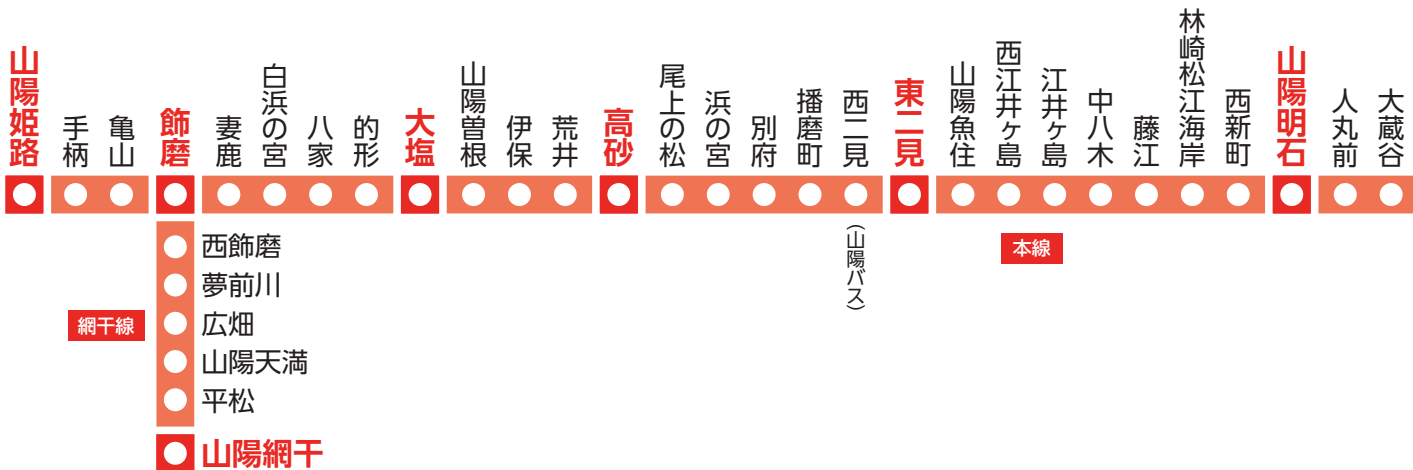 山陽姫路
手柄
亀山
飾磨
妻鹿
白浜の宮
八家
的形
大塩
山陽曽根
伊保
荒井
高砂
尾上の松
浜の宮
別府
播磨町
西二見
(山陽バス)
東二見
山陽魚住
西江井ヶ島
江井ヶ島
中八木
藤江
林崎松江海岸
西新町
山陽明石
人丸前
大蔵谷
本線
網干線
西飾磨
夢前川
広畑
山陽天満
平松
山陽網干